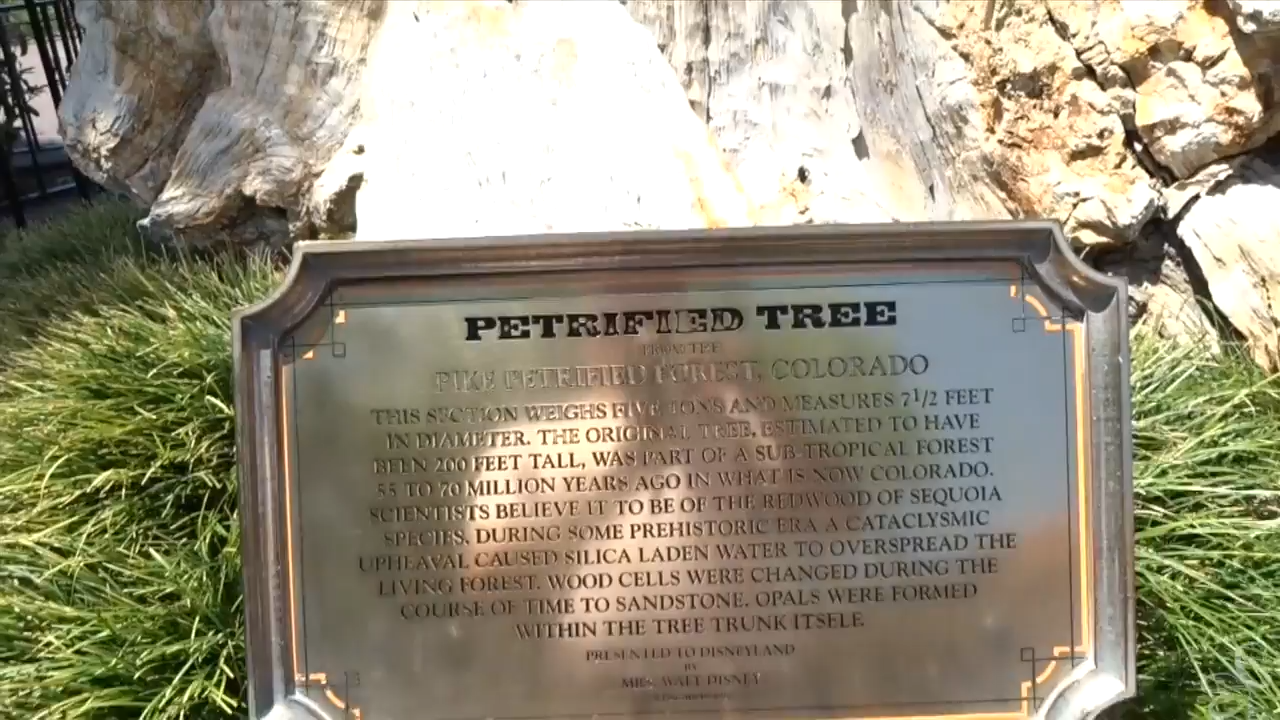 PETRIFIED TREE
FROM THE
PIKE PETRIFIED FOREST, COLORADO
THIS SECTION WEIGHS FIVE TONS AND MEASURES 7 1/2 FEET
IN DIAMETER. THE ORIGINAL TREE, ESTIMATED TO HAVE
BEEN 200 FEET TALL, WAS PART OF A SUB-TROPICAL FOREST
55 TO 70 MILLION YEARS AGO IN WHAT IS NOW COLORADO.
SCIENTISTS BELIEVE IT TO BE OF THE REDWOOD OF SEQUOIA
SPECIES. DURING SOME PREHISTORIC ERA A CATACLYSMIC
UPHEAVAL CAUSED SILICA LADEN WATER TO OVERSPREAD THE
LIVING FOREST. WOOD CELLS WERE CHANGED DURING THE
COURSE OF TIME TO SANDSTONE. OPALS WERE FORMED
WITHIN THE TREE TRUNK ITSELF.
PRESENTED TO DISNEYLAND
BY
MRS. WALT DISNEY